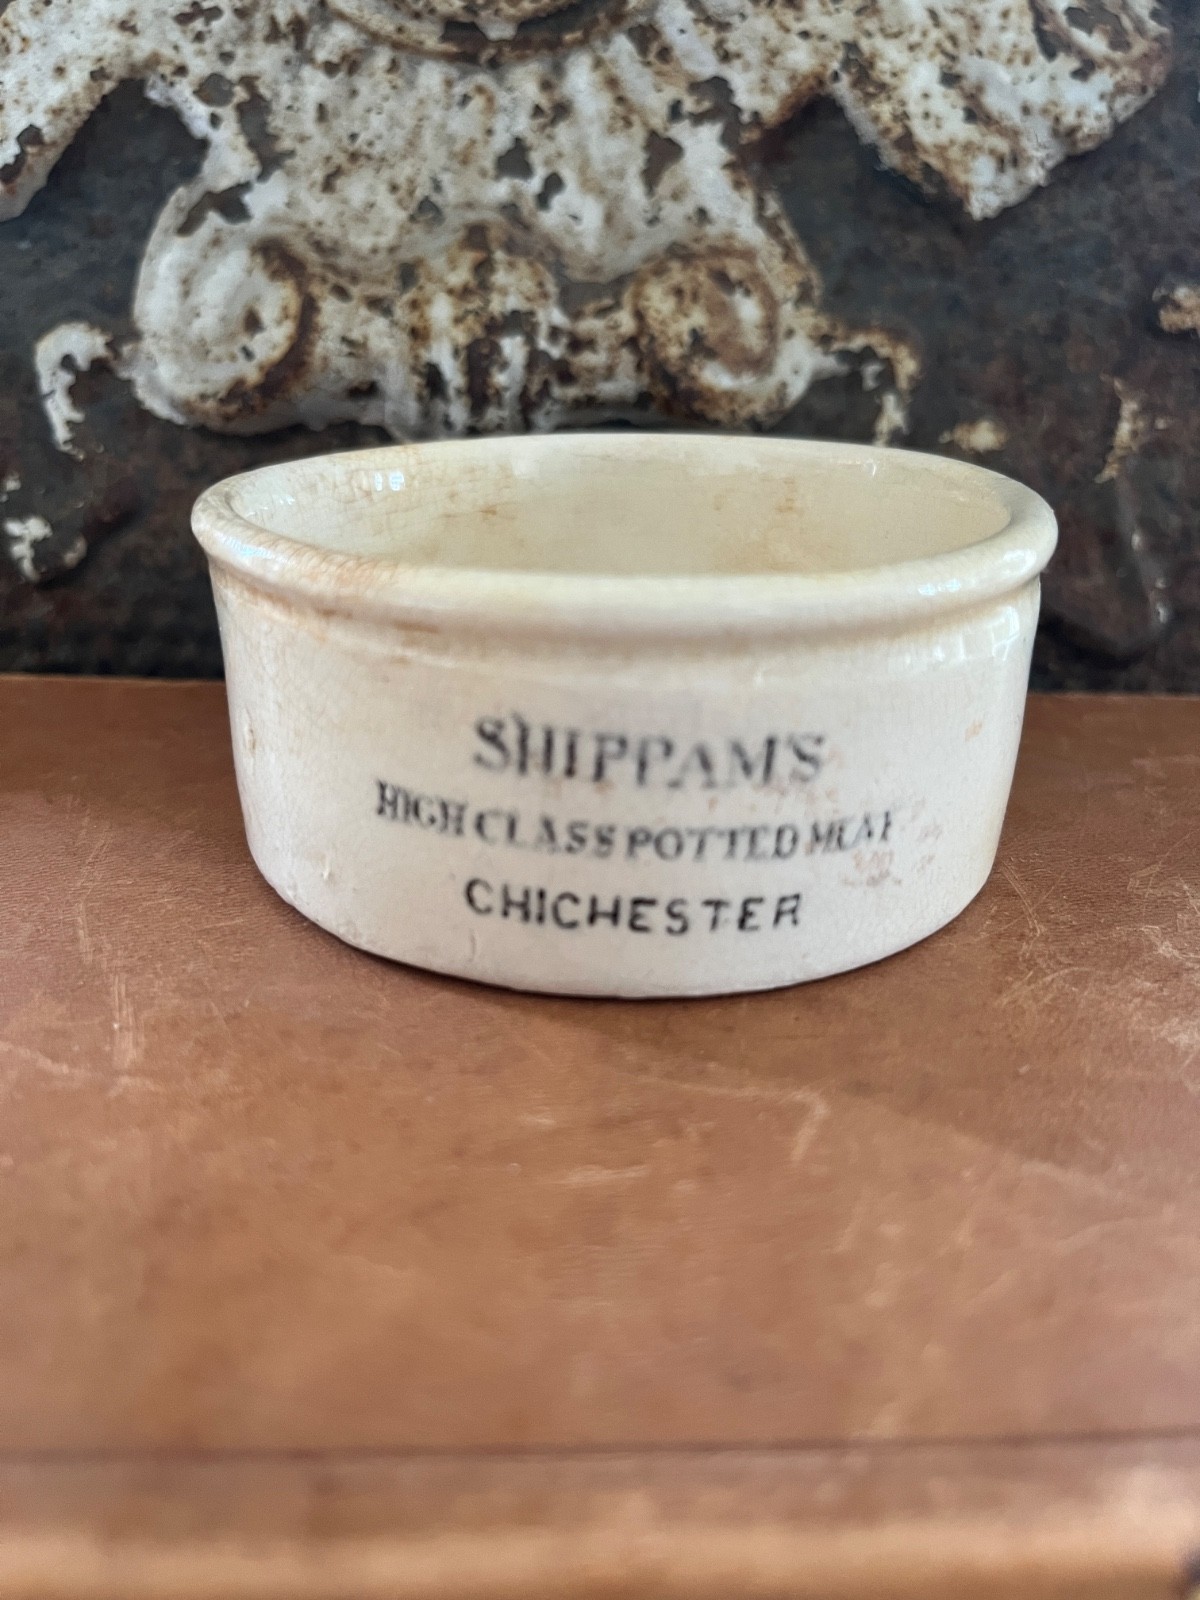 SHIPPAM'S
HIGH CLASS POTTED MEAT
CHICHESTER